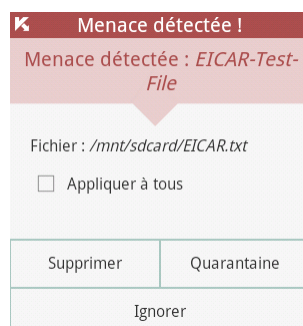 Menace détectée !
Menace détectée : EICAR-Test-
File
Fichier : /mnt/sdcard/EICAR.txt
Appliquer à tous
Supprimer
Quarantaine
Ignorer